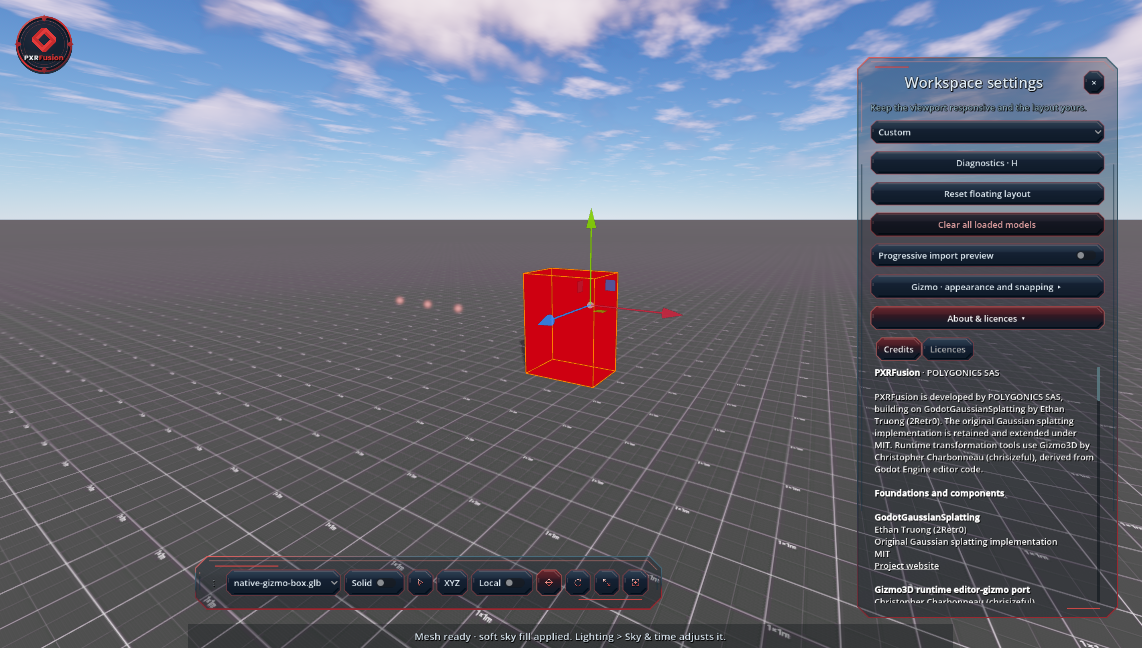 PXRFusion
Workspace settings
×
Keep the viewport responsive and the layout yours.
Custom
Diagnostics · H
Reset floating layout
Clear all loaded models
Progressive import preview
Gizmo · appearance and snapping ▸
About & licences ▾
Credits Licences
PXRFusion · POLYGONICS SAS
PXRFusion is developed by POLYGONICS SAS,
building on GodotGaussianSplatting by Ethan
Truong (2Retr0). The original Gaussian splatting
implementation is retained and extended under
MIT. Runtime transformation tools use Gizmo3D by
Christopher Charbonneau (chrisizeful), derived from
Godot Engine editor code.
Foundations and components
GodotGaussianSplatting
Ethan Truong (2Retr0)
Original Gaussian splatting implementation
MIT
Project website
Gizmo3D runtime editor-gizmo port
Christopher Charbonneau (chrisizeful)
native-gizmo-box.glb Solid XYZ Local
Mesh ready · soft sky fill applied. Lighting > Sky & time adjusts it.